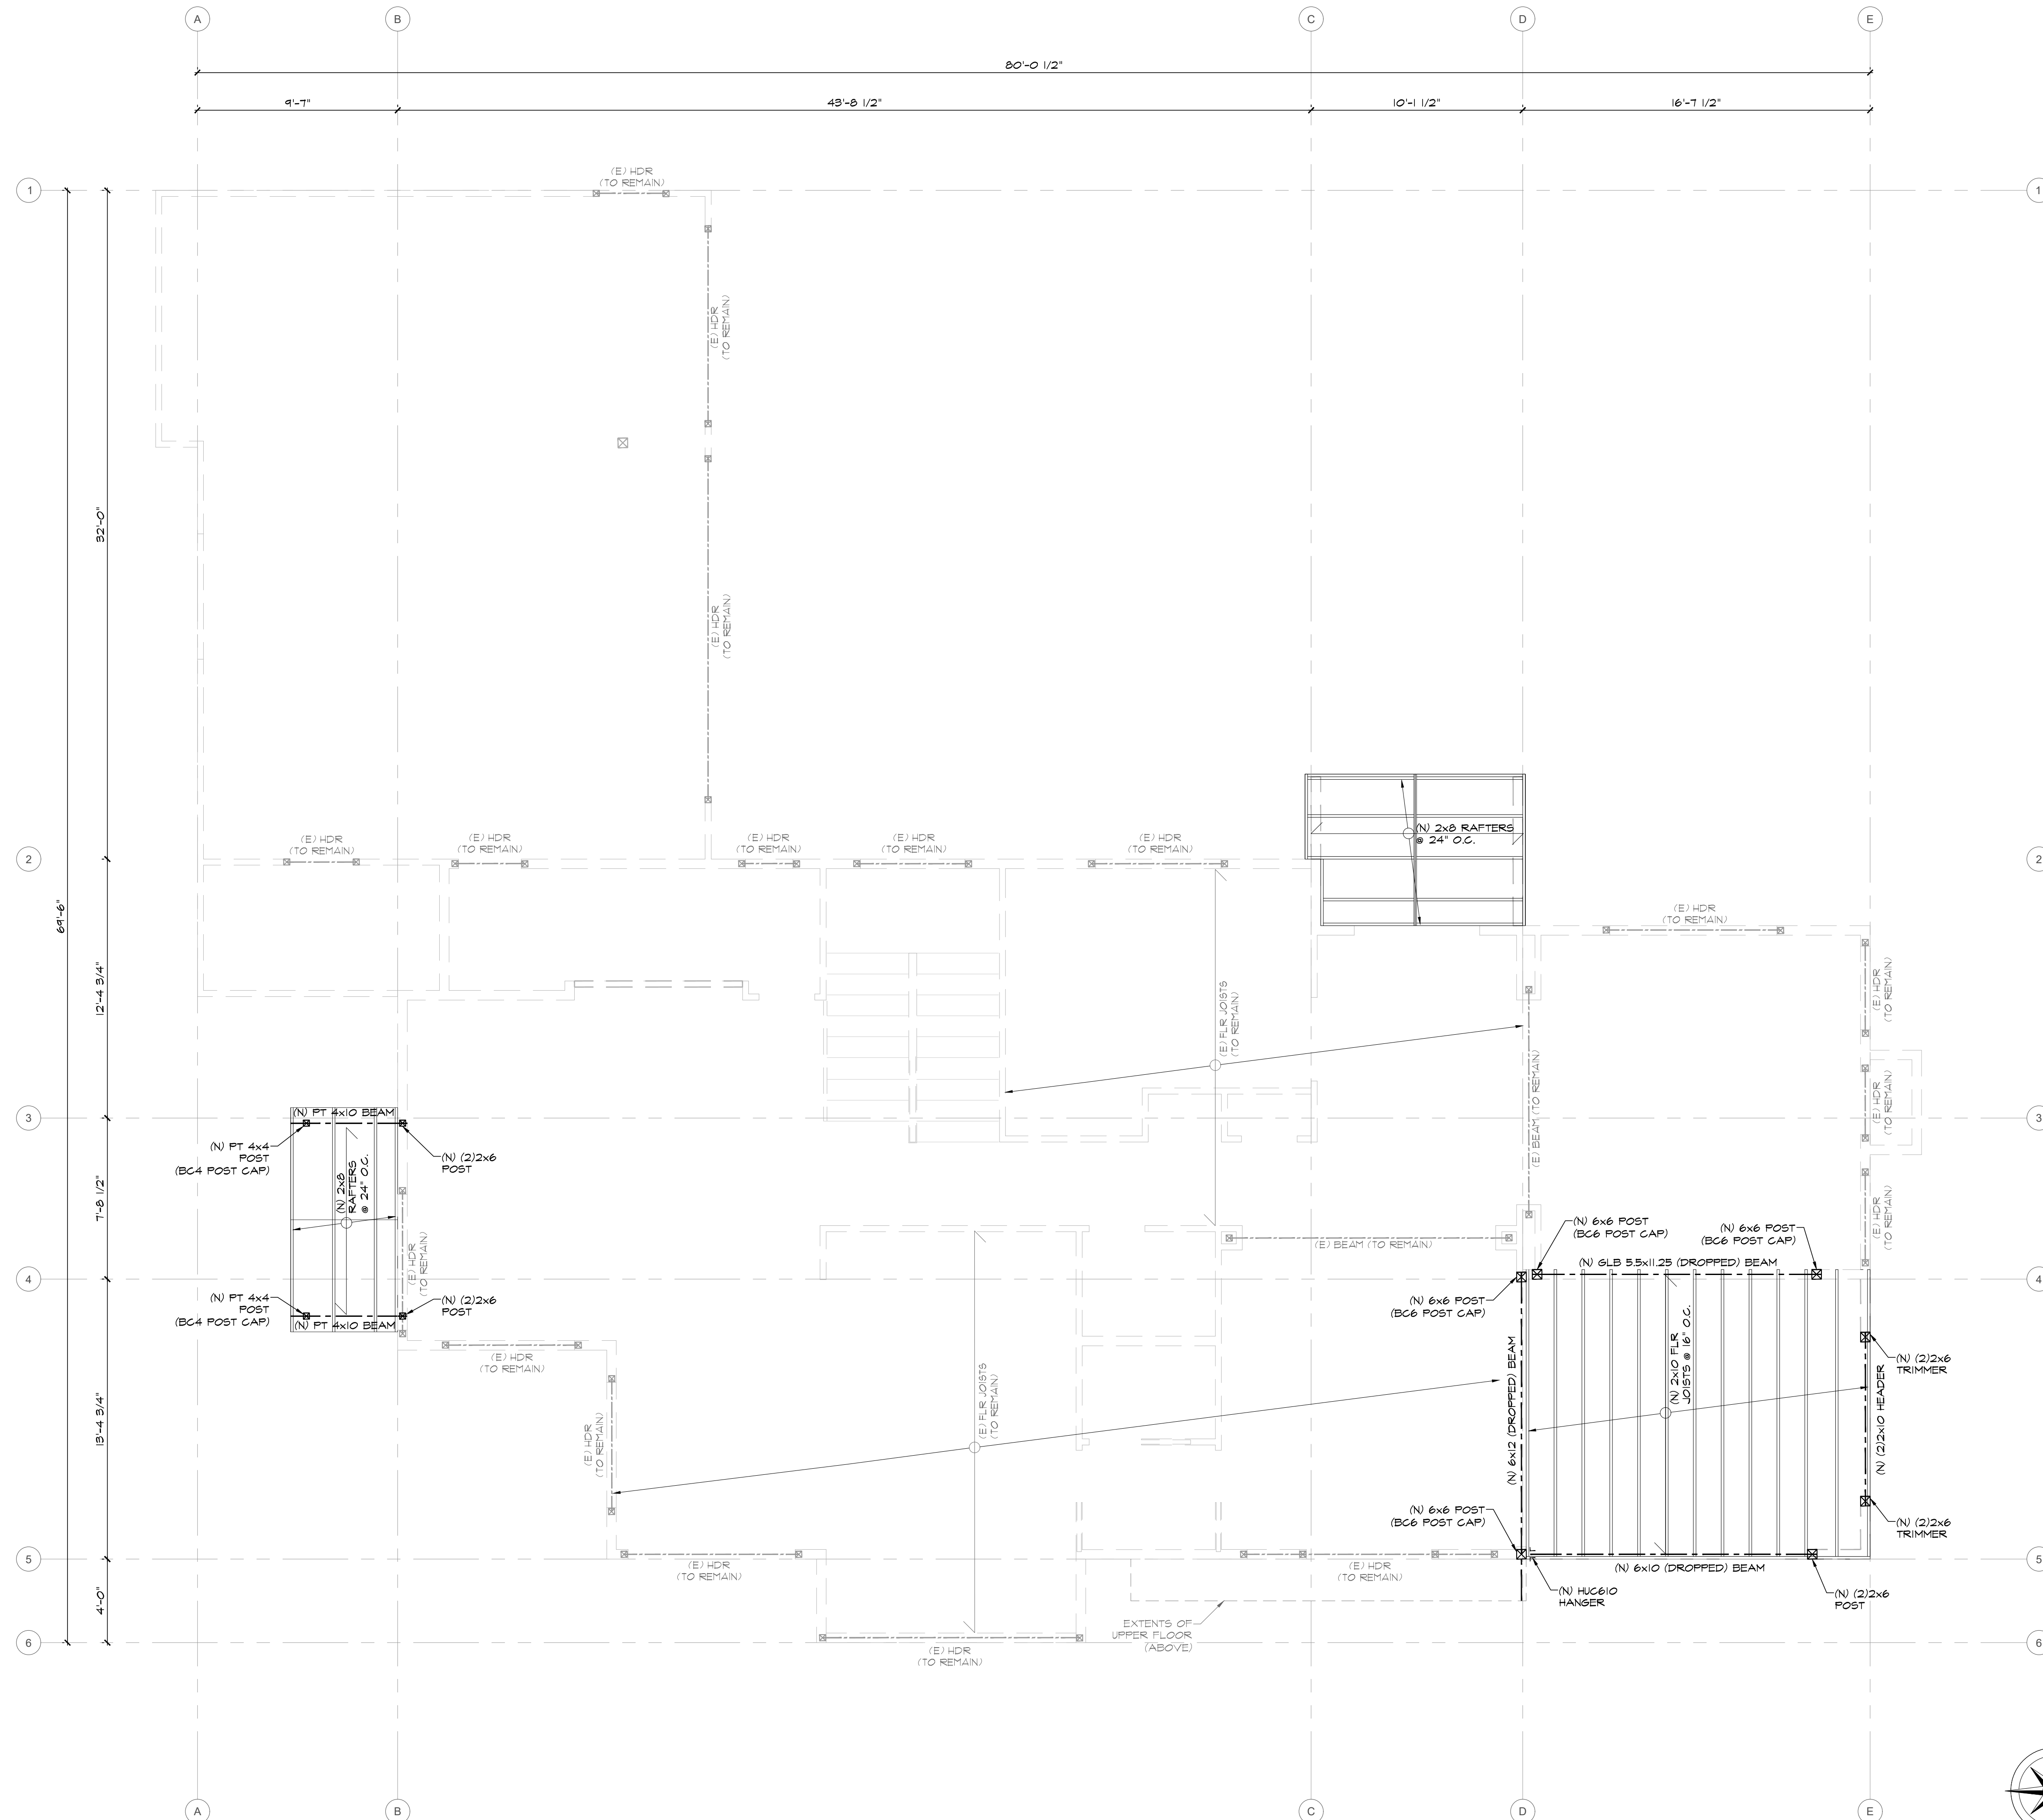 A
B
C
D
E
80'-0 1/2"
9'-7"
43'-8 1/2"
10'-1 1/2"
16'-7 1/2"
1
1
(E) HDR
(TO REMAIN)
(E) HDR
(TO REMAIN)
32'-0"
69'-6"
(E) HDR
(TO REMAIN)
(N) 2x8 RAFTERS
@ 24" O.C.
2
(E) HDR
(TO REMAIN)
(E) HDR
(TO REMAIN)
(E) HDR
(TO REMAIN)
(E) HDR
(TO REMAIN)
(E) HDR
(TO REMAIN)
2
(E) HDR
(TO REMAIN)
12'-4 3/4"
(E) FLR JOISTS
(TO REMAIN)
(E) HDR
(TO REMAIN)
(E) BEAM (TO REMAIN)
(E) HDR
(TO REMAIN)
3
3
(N) PT 4x10 BEAM
(N) PT 4x4
POST
(BC4 POST CAP)
(N) (2)2x6
POST
(N) 2x8
RAFTERS
@ 24" O.C.
7'-8 1/2"
(E) HDR
(TO REMAIN)
(E) HDR
(TO REMAIN)
(E) BEAM (TO REMAIN)
(N) 6x6 POST
(BC6 POST CAP)
(N) 6x6 POST
(BC6 POST CAP)
(N) GLB 5.5x11.25 (DROPPED) BEAM
4
4
(N) PT 4x4
POST
(BC4 POST CAP)
(N) (2)2x6
POST
(N) PT 4x10 BEAM
(N) 6x6 POST
(BC6 POST CAP)
(E) HDR
(TO REMAIN)
(N) (2)2x6
TRIMMER
13'-4 3/4"
(E) HDR
(TO REMAIN)
(E) FLR JOISTS
(TO REMAIN)
(N) 6x12 (DROPPED) BEAM
(N) 2x10 FLR
JOISTS @ 16" O.C.
(N) (2)2x10 HEADER
(N) 6x6 POST
(BC6 POST CAP)
(N) (2)2x6
TRIMMER
5
(E) HDR
(TO REMAIN)
(E) HDR
(TO REMAIN)
(N) 6x10 (DROPPED) BEAM
5
4'-0"
(N) HUC610
HANGER
(N) (2)2x6
POST
EXTENTS OF
UPPER FLOOR
(ABOVE)
6
(E) HDR
(TO REMAIN)
6
A
B
C
D
E